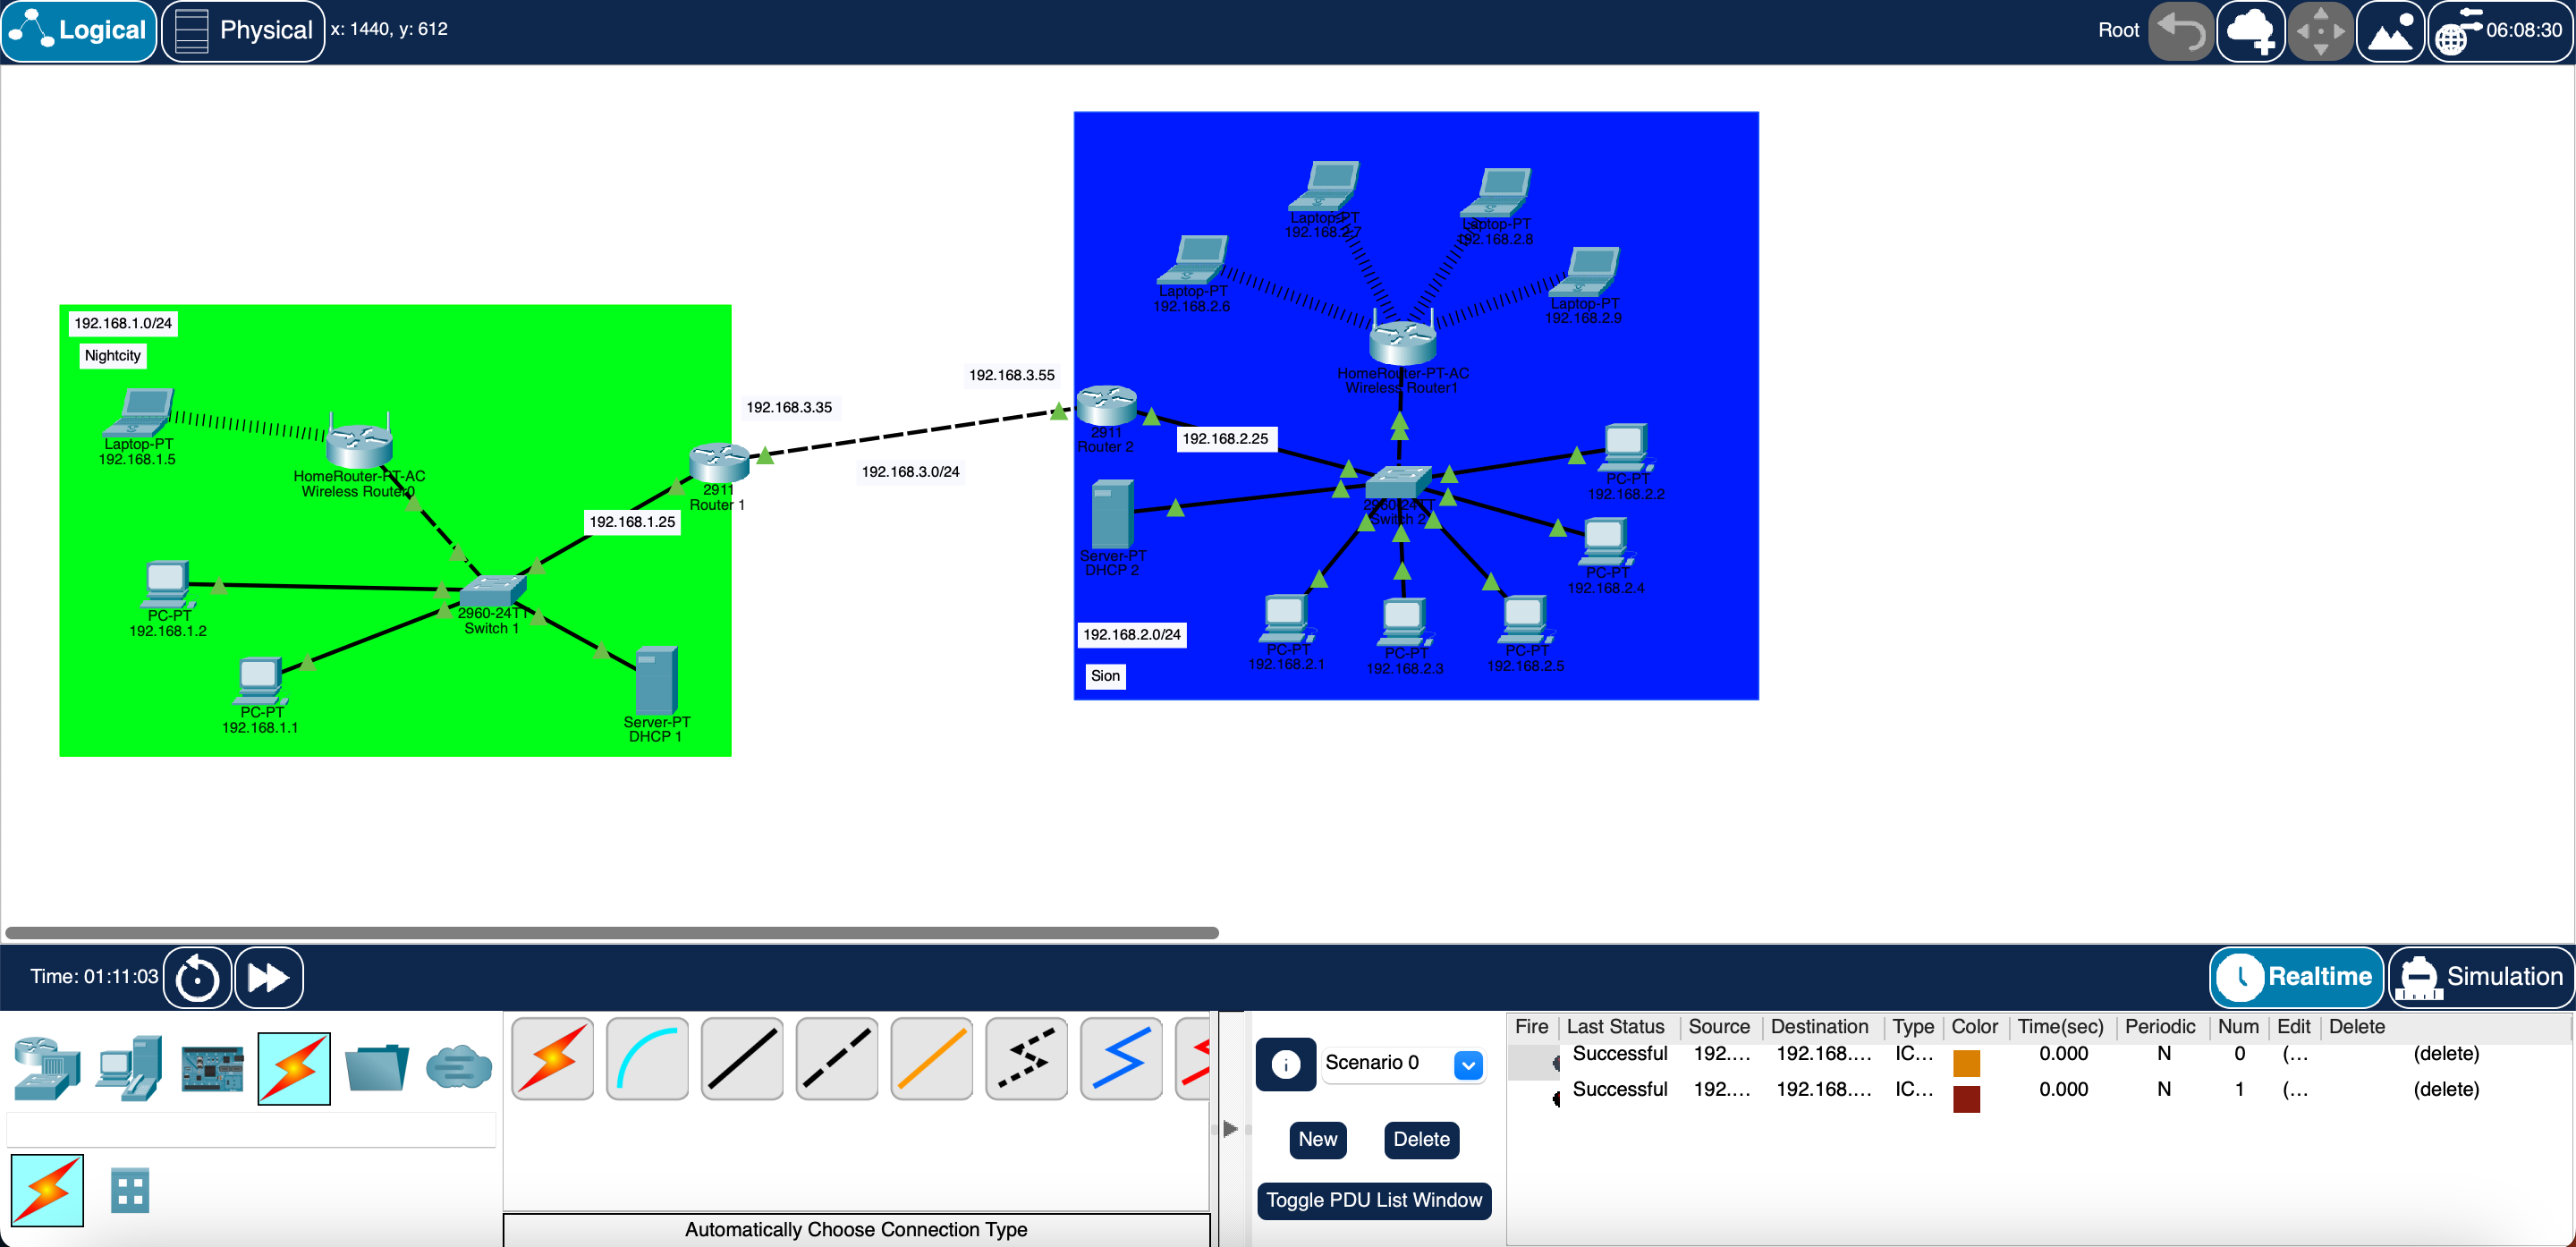 Logical
Physical
x: 1440, y: 612
Root
06:08:30
192.168.1.0/24
Nightcity
Laptop-PT
192.168.1.5
HomeRouter-PT-AC
Wireless Router0
PC-PT
192.168.1.2
PC-PT
192.168.1.1
2960-24TT
Switch 1
Server-PT
DHCP 1
192.168.1.25
2911
Router 1
192.168.3.35
192.168.3.55
192.168.3.0/24
2911
Router 2
192.168.2.25
Laptop-PT
192.168.2.6
Laptop-PT
192.168.2.7
Laptop-PT
192.168.2.8
Laptop-PT
192.168.2.9
HomeRouter-PT-AC
Wireless Router1
2960-24TT
Switch 2
Server-PT
DHCP 2
PC-PT
192.168.2.2
PC-PT
192.168.2.4
PC-PT
192.168.2.1
PC-PT
192.168.2.3
PC-PT
192.168.2.5
192.168.2.0/24
Sion
Time: 01:11:03
Realtime
Simulation
Scenario 0
New
Delete
Toggle PDU List Window
Automatically Choose Connection Type
Fire Last Status Source Destination Type Color Time(sec) Periodic Num Edit Delete
Successful 192.... 192.168.... IC... 0.000 N 0 (... (delete)
Successful 192.... 192.168.... IC... 0.000 N 1 (... (delete)